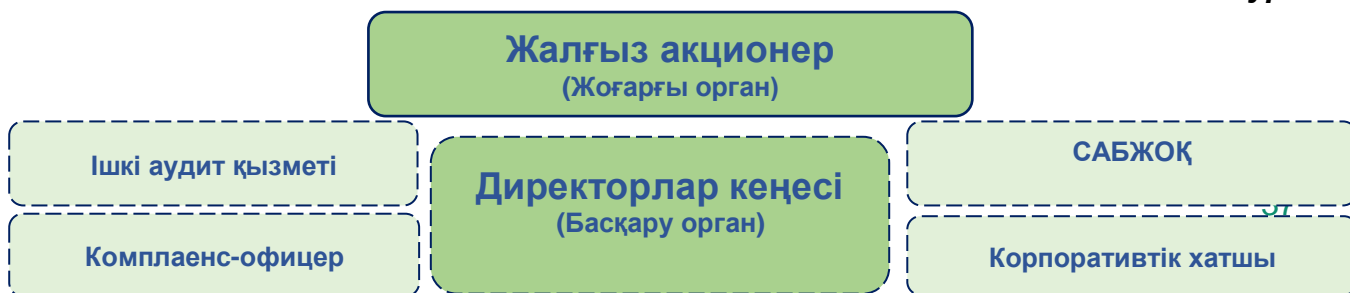 Жалғыз акционер
(Жоғарғы орган)
Ішкі аудит қызметі
Директорлар кеңесі
(Басқару орган)
САБЖОҚ
Комплаенс-офицер
Корпоративтік хатшы